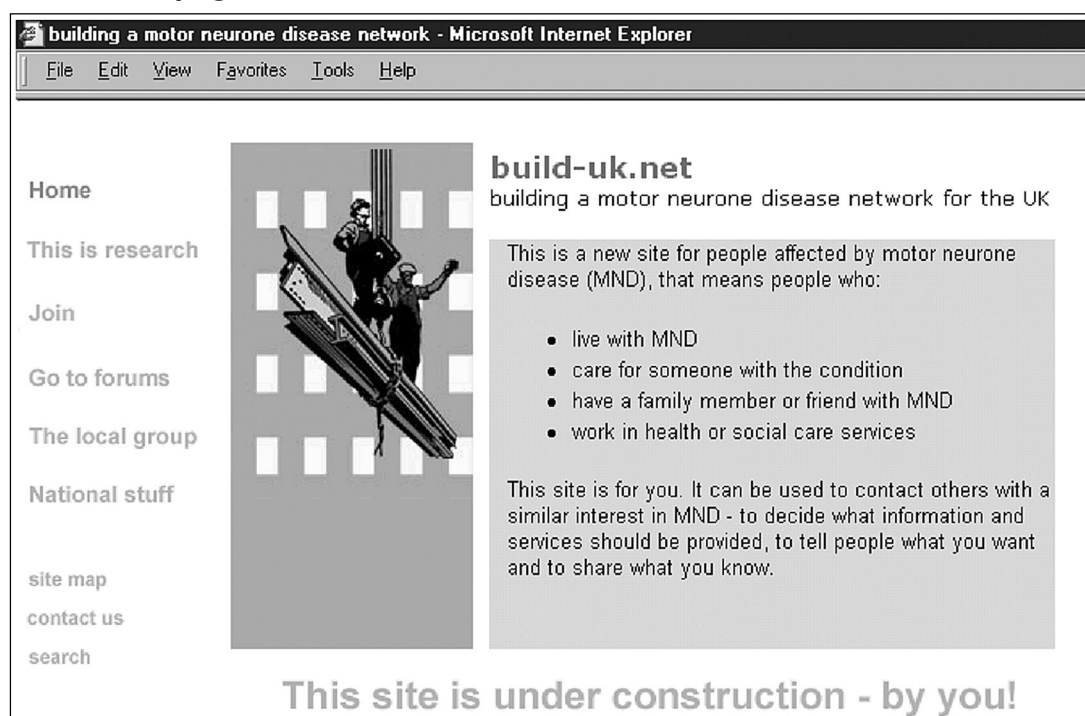 building a motor neurone disease network - Microsoft Internet Explorer
File Edit View Favorites Tools Help
Home
This is research
Join
Go to forums
The local group
National stuff
site map
contact us
search
build-uk.net
building a motor neurone disease network for the UK
This is a new site for people affected by motor neurone
disease (MND), that means people who:
• live with MND
• care for someone with the condition
• have a family member or friend with MND
• work in health or social care services
This site is for you. It can be used to contact others with a
similar interest in MND - to decide what information and
services should be provided, to tell people what you want
and to share what you know.
This site is under construction - by you!